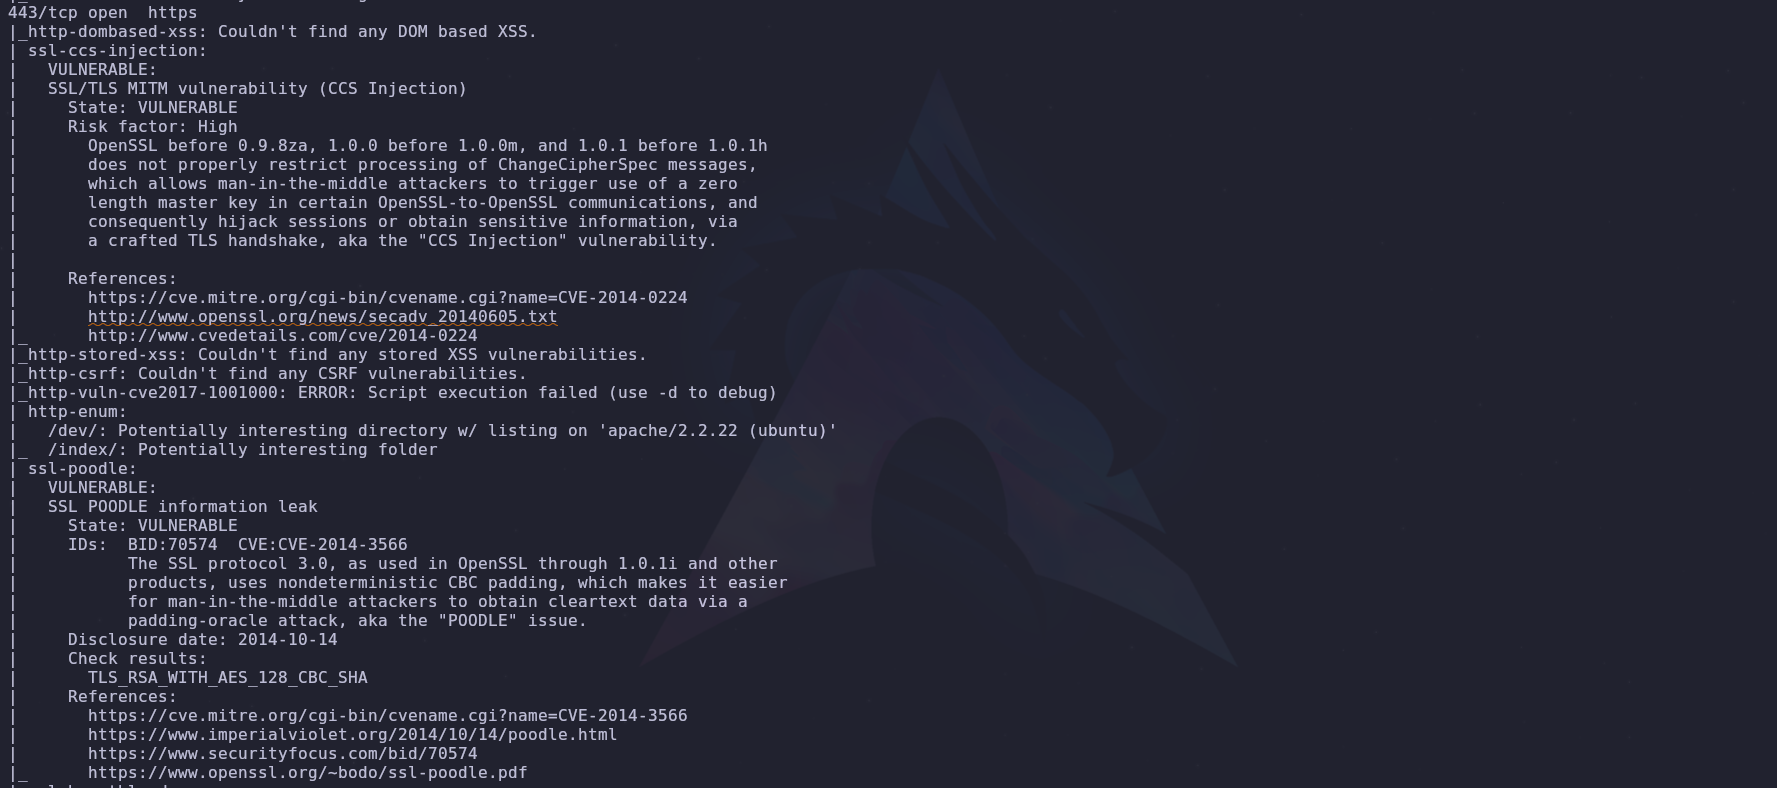 443/tcp open  https
|_http-dombased-xss: Couldn't find any DOM based XSS.
| ssl-ccs-injection:
|   VULNERABLE:
|   SSL/TLS MITM vulnerability (CCS Injection)
|     State: VULNERABLE
|     Risk factor: High
|       OpenSSL before 0.9.8za, 1.0.0 before 1.0.0m, and 1.0.1 before 1.0.1h
|       does not properly restrict processing of ChangeCipherSpec messages,
|       which allows man-in-the-middle attackers to trigger use of a zero
|       length master key in certain OpenSSL-to-OpenSSL communications, and
|       consequently hijack sessions or obtain sensitive information, via
|       a crafted TLS handshake, aka the "CCS Injection" vulnerability.
|
|     References:
|       https://cve.mitre.org/cgi-bin/cvename.cgi?name=CVE-2014-0224
|       http://www.openssl.org/news/secadv_20140605.txt
|_      http://www.cvedetails.com/cve/2014-0224
|_http-stored-xss: Couldn't find any stored XSS vulnerabilities.
|_http-csrf: Couldn't find any CSRF vulnerabilities.
|_http-vuln-cve2017-1001000: ERROR: Script execution failed (use -d to debug)
| http-enum:
|   /dev/: Potentially interesting directory w/ listing on 'apache/2.2.22 (ubuntu)'
|_  /index/: Potentially interesting folder
| ssl-poodle:
|   VULNERABLE:
|   SSL POODLE information leak
|     State: VULNERABLE
|     IDs:  BID:70574  CVE:CVE-2014-3566
|           The SSL protocol 3.0, as used in OpenSSL through 1.0.1i and other
|           products, uses nondeterministic CBC padding, which makes it easier
|           for man-in-the-middle attackers to obtain cleartext data via a
|           padding-oracle attack, aka the "POODLE" issue.
|     Disclosure date: 2014-10-14
|     Check results:
|       TLS_RSA_WITH_AES_128_CBC_SHA
|     References:
|       https://cve.mitre.org/cgi-bin/cvename.cgi?name=CVE-2014-3566
|       https://www.imperialviolet.org/2014/10/14/poodle.html
|       https://www.securityfocus.com/bid/70574
|_      https://www.openssl.org/~bodo/ssl-poodle.pdf